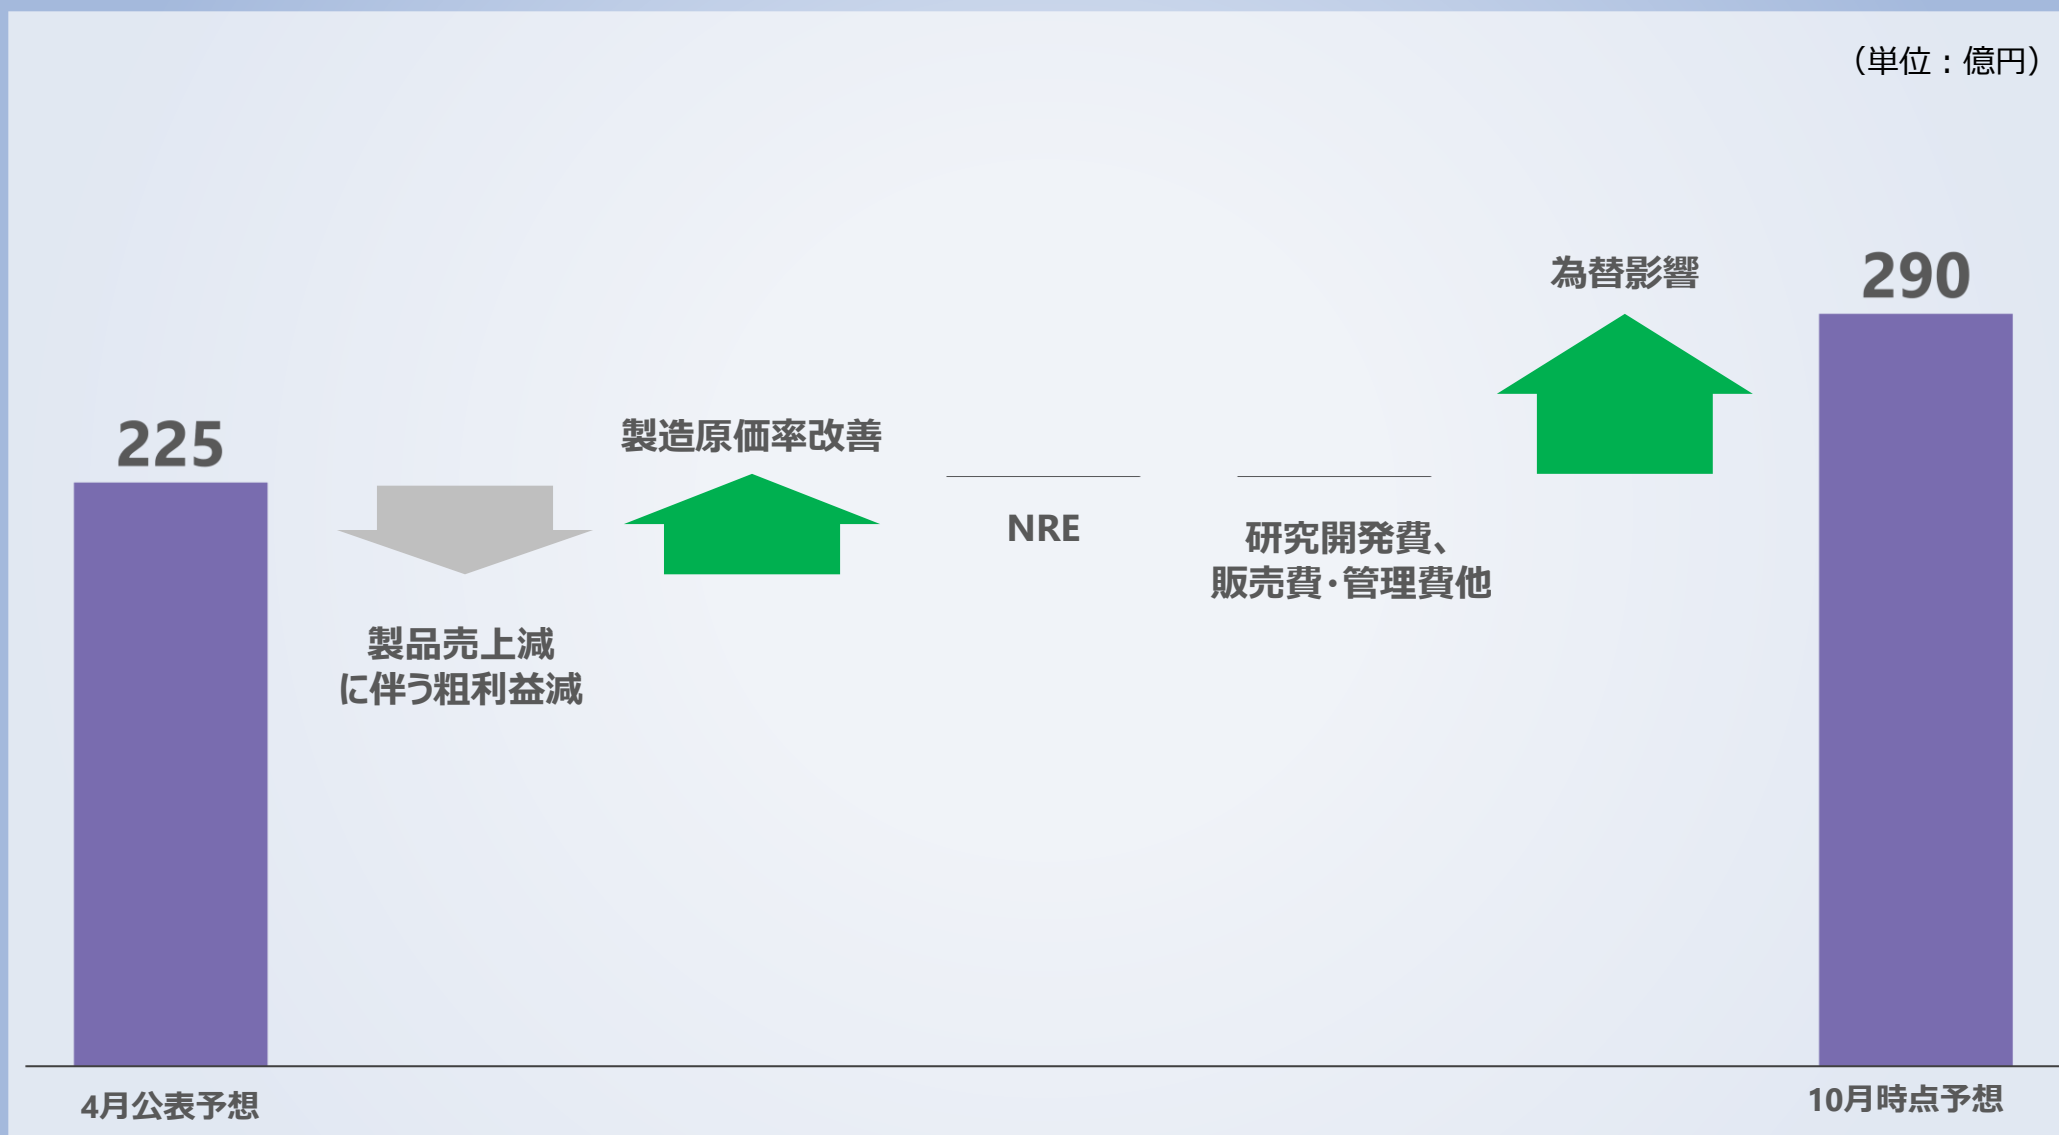 （単位：億円）
為替影響
290
225
製造原価率改善
NRE
研究開発費、
販売費・管理費他
製品売上減
に伴う粗利益減
4月公表予想
10月時点予想